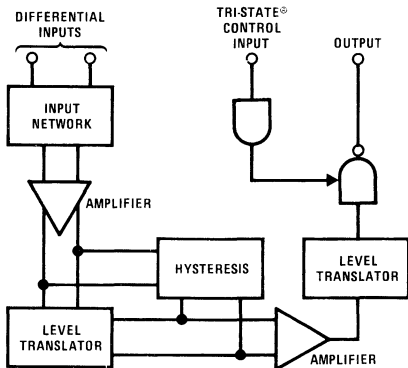 DIFFERENTIAL
INPUTS
TRI-STATE®
CONTROL
INPUT
OUTPUT
INPUT
NETWORK
AMPLIFIER
HYSTERESIS
LEVEL
TRANSLATOR
LEVEL
TRANSLATOR
AMPLIFIER